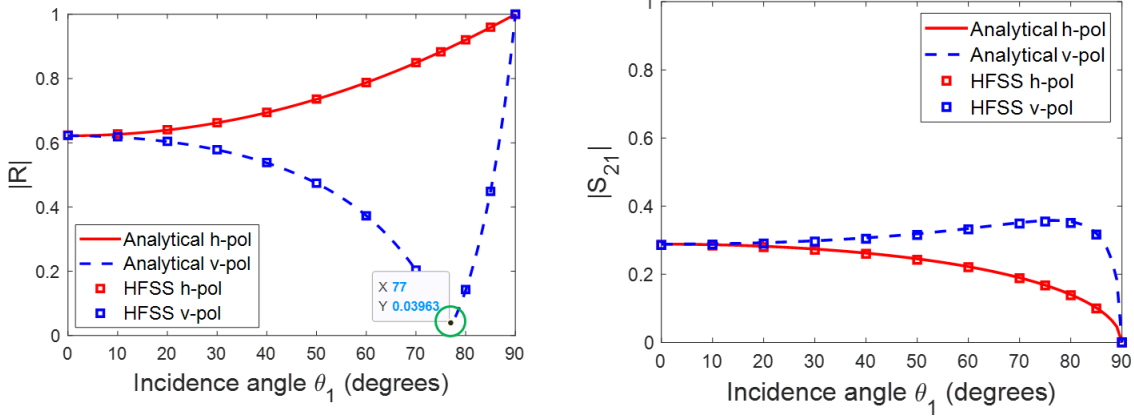 1
0.8
0.6
0.4
0.2
0
|R|
Analytical h-pol
Analytical v-pol
HFSS h-pol
HFSS v-pol
X 77
Y 0.03963
0 10 20 30 40 50 60 70 80 90
Incidence angle θ₁ (degrees)
1
0.8
0.6
0.4
0.2
0
|S₂₁|
Analytical h-pol
Analytical v-pol
HFSS h-pol
HFSS v-pol
0 10 20 30 40 50 60 70 80 90
Incidence angle θ₁ (degrees)